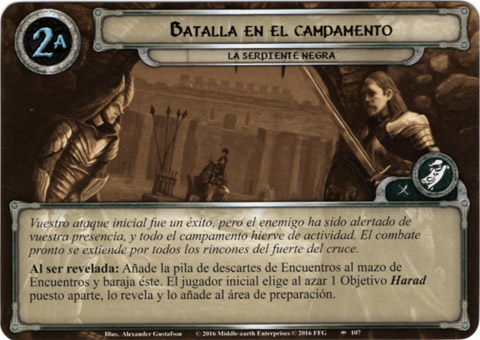 2A
Batalla en el campamento
La Serpiente Negra
Vuestro ataque inicial fue un éxito, pero el enemigo ha sido alertado de
vuestra presencia, y todo el campamento hierve de actividad. El combate
pronto se extiende por todos los rincones del fuerte del cruce.
Al ser revelada: Añade la pila de descartes de Encuentros al mazo de
Encuentros y baraja éste. El jugador inicial elige al azar 1 Objetivo Harad
puesto aparte, lo revela y lo añade al área de preparación.
Illus. Alexander Gustafson © 2016 Middle-earth Enterprises © 2016 FFG 107